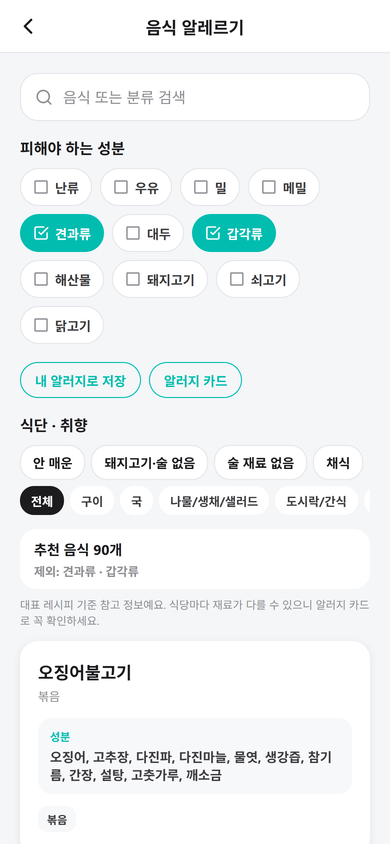 음식 알레르기
음식 또는 분류 검색
피해야 하는 성분
난류 우유 밀 메밀
견과류 대두 갑각류
해산물 돼지고기 쇠고기
닭고기
내 알러지로 저장 알러지 카드
식단 · 취향
안 매운 돼지고기·술 없음 술 재료 없음 채식
전체 구이 국 나물/생채/샐러드 도시락/간식
추천 음식 90개
제외: 견과류 · 갑각류
대표 레시피 기준 참고 정보예요. 식당마다 재료가 다를 수 있으니 알러지 카드
로 꼭 확인하세요.
오징어불고기
볶음
성분
오징어, 고추장, 다진파, 다진마늘, 물엿, 생강즙, 참기
름, 간장, 설탕, 고춧가루, 깨소금
볶음